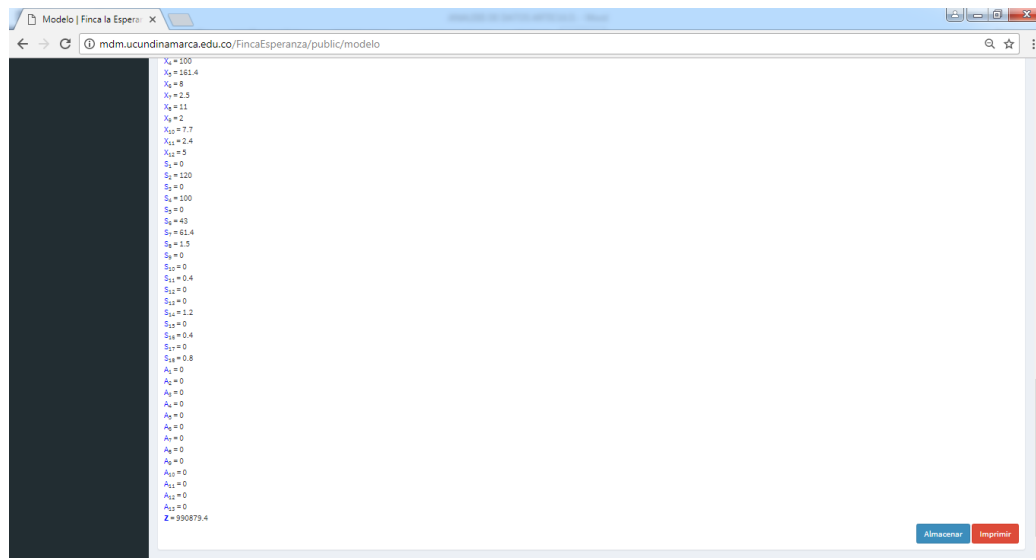 Modelo | Finca la Esperan
mdm.ucundinamarca.edu.co/FincaEsperanza/public/modelo
X₄ = 100
X₅ = 161.4
X₆ = 8
X₇ = 2.5
X₈ = 11
X₉ = 2
X₁₀ = 7.7
X₁₁ = 2.4
X₁₂ = 5
S₁ = 0
S₂ = 120
S₃ = 0
S₄ = 100
S₅ = 0
S₆ = 43
S₇ = 61.4
S₈ = 1.5
S₉ = 0
S₁₀ = 0
S₁₁ = 0.4
S₁₂ = 0
S₁₃ = 0
S₁₄ = 1.2
S₁₅ = 0
S₁₆ = 0.4
S₁₇ = 0
S₁₈ = 0.8
A₁ = 0
A₂ = 0
A₃ = 0
A₄ = 0
A₅ = 0
A₆ = 0
A₇ = 0
A₈ = 0
A₉ = 0
A₁₀ = 0
A₁₁ = 0
A₁₂ = 0
A₁₃ = 0
Z = 990879.4
Almacenar Imprimir